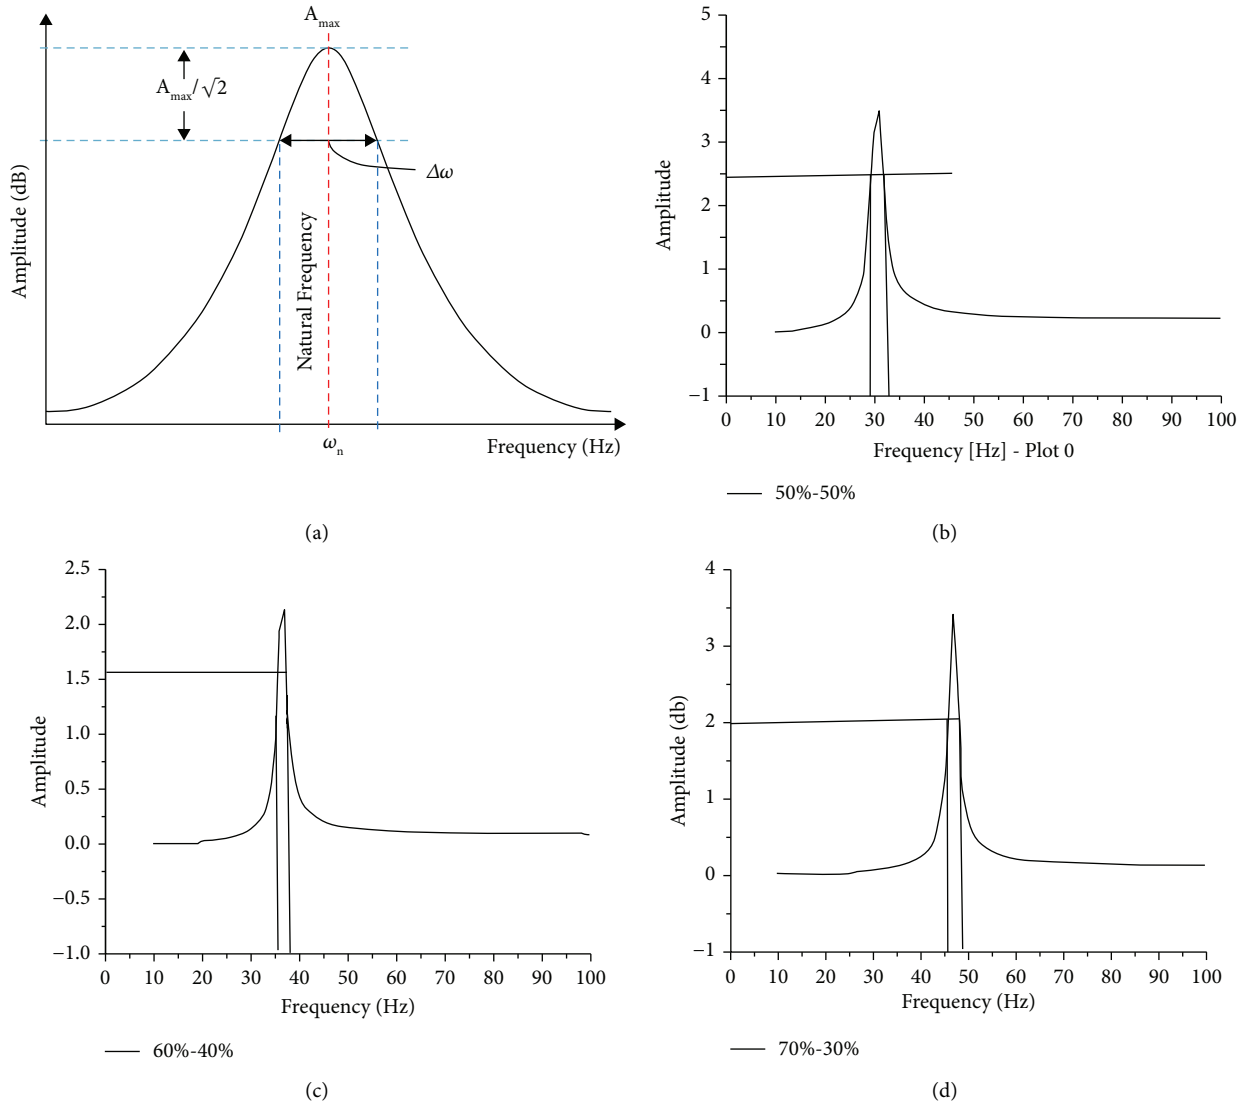 A_max
A_max/√2
Δω
Natural Frequency
Amplitude (dB)
ω_n
Frequency (Hz)
(a)
5
4
3
2
1
0
−1
Amplitude
0 10 20 30 40 50 60 70 80 90 100
Frequency [Hz] - Plot 0
50%-50%
(b)
2.5
2.0
1.5
1.0
0.5
0.0
−0.5
−1.0
Amplitude
0 10 20 30 40 50 60 70 80 90 100
Frequency (Hz)
60%-40%
(c)
4
3
2
1
0
−1
Amplitude (db)
0 10 20 30 40 50 60 70 80 90 100
Frequency (Hz)
70%-30%
(d)